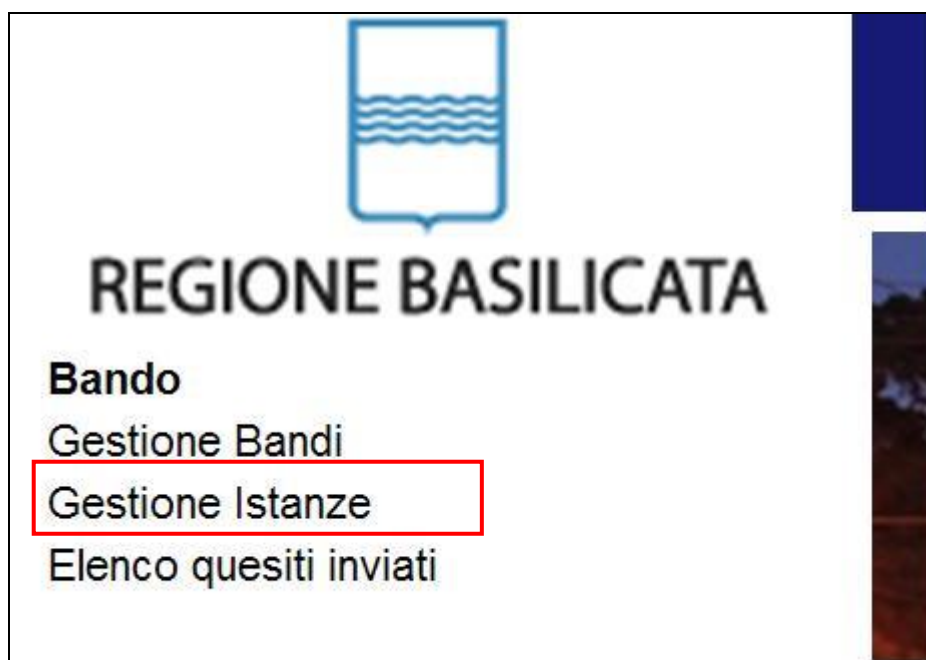 REGIONE BASILICATA
Bando
Gestione Bandi
Gestione Istanze
Elenco quesiti inviati